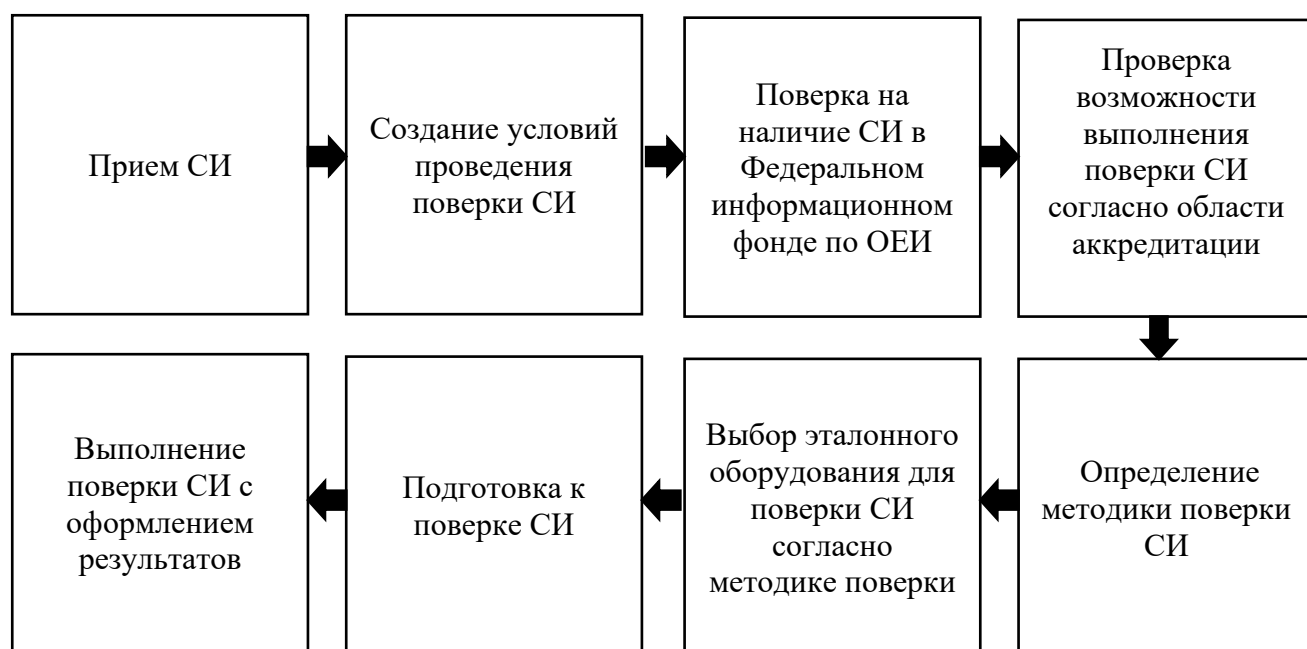 Прием СИ
Создание условий
проведения
поверки СИ
Поверка на
наличие СИ в
Федеральном
информационном
фонде по ОЕИ
Проверка
возможности
выполнения
поверки СИ
согласно области
аккредитации
Определение
методики поверки
СИ
Выбор эталонного
оборудования для
поверки СИ
согласно
методике поверки
Подготовка к
поверке СИ
Выполнение
поверки СИ с
оформлением
результатов